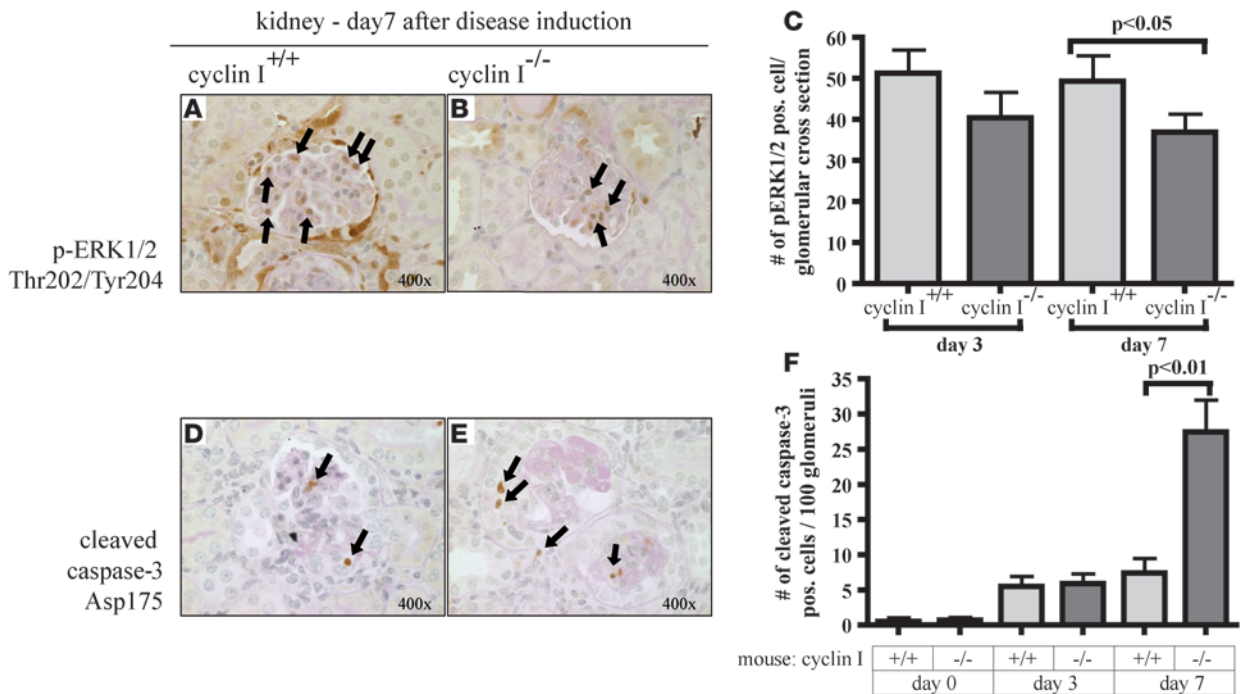 kidney - day7 after disease induction
cyclin I+/+
cyclin I-/-
A
B
400x
400x
p-ERK1/2
Thr202/Tyr204
C
p<0.05
# of pERK1/2 pos. cell/
glomerular cross section
60
50
40
30
20
10
0
cyclin I+/+
cyclin I-/-
cyclin I+/+
cyclin I-/-
day 3
day 7
D
E
400x
400x
cleaved
caspase-3
Asp175
F
p<0.01
# of cleaved caspase-3
pos. cells / 100 glomeruli
35
30
25
20
15
10
5
0
mouse: cyclin I +/+ -/- +/+ -/- +/+ -/-
day 0 day 3 day 7